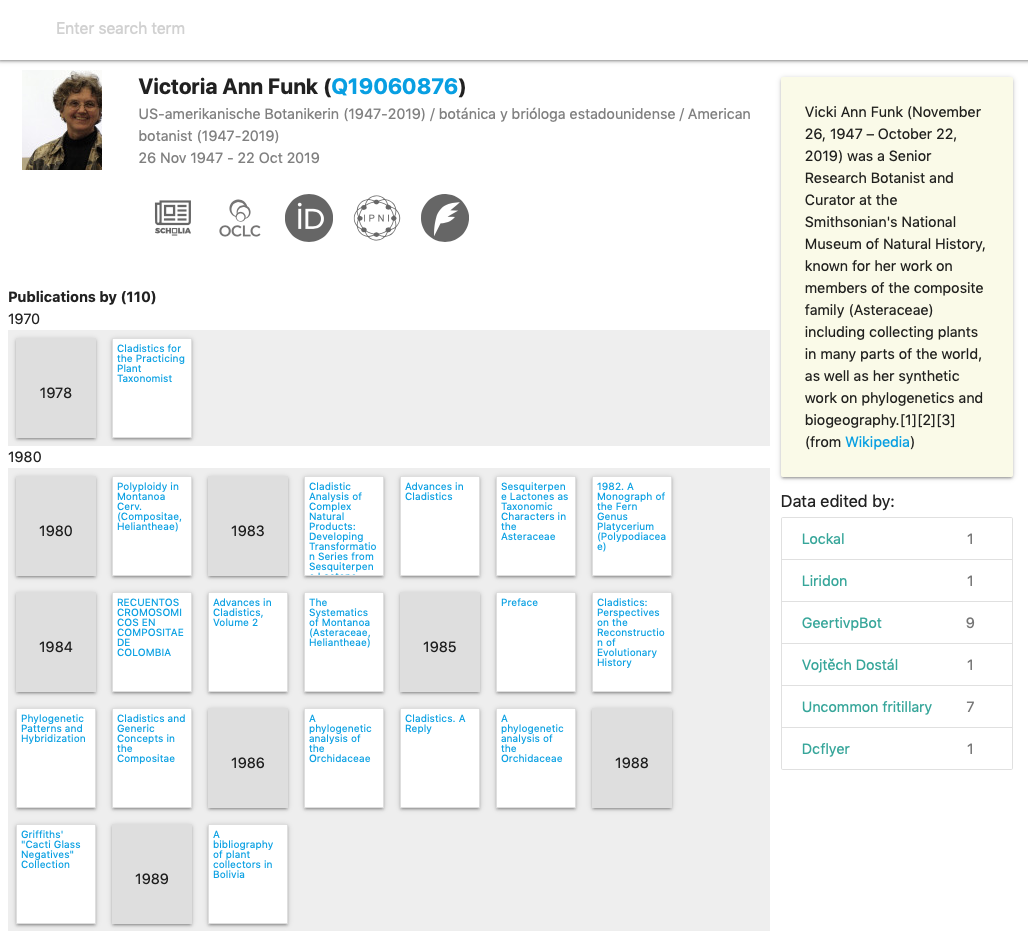 Enter search term
Victoria Ann Funk (Q19060876)
US-amerikanische Botanikerin (1947-2019) / botánica y brióloga estadounidense / American
botanist (1947-2019)
26 Nov 1947 - 22 Oct 2019
SCHOLIA
OCLC
iD
IPNI
Publications by (110)
1970
1978
Cladistics for
the Practicing
Plant
Taxonomist
1980
1980
Polyploidy in
Montanoa
Cerv.
(Compositae,
Heliantheae)
1983
Cladistic
Analysis of
Complex
Natural
Products:
Developing
Transformatio
n Series from
Sesquiterpen
Advances in
Cladistics
Sesquiterpen
e Lactones as
Taxonomic
Characters in
the
Asteraceae
1982. A
Monograph of
the Fern
Genus
Platycerium
(Polypodiacea
e)
1984
RECUENTOS
CROMOSOMI
COS EN
COMPOSITAE
DE
COLOMBIA
Advances in
Cladistics,
Volume 2
The
Systematics
of Montanoa
(Asteraceae,
Heliantheae)
1985
Preface
Cladistics:
Perspectives
on the
Reconstructio
n of
Evolutionary
History
Phylogenetic
Patterns and
Hybridization
Cladistics and
Generic
Concepts in
the
Compositae
1986
A
phylogenetic
analysis of
the
Orchidaceae
Cladistics. A
Reply
A
phylogenetic
analysis of
the
Orchidaceae
1988
Griffiths'
"Cacti Glass
Negatives"
Collection
1989
A
bibliography
of plant
collectors in
Bolivia
Vicki Ann Funk (November
26, 1947 – October 22,
2019) was a Senior
Research Botanist and
Curator at the
Smithsonian's National
Museum of Natural History,
known for her work on
members of the composite
family (Asteraceae)
including collecting plants
in many parts of the world,
as well as her synthetic
work on phylogenetics and
biogeography.[1][2][3]
(from Wikipedia)
Data edited by:
Lockal 1
Liridon 1
GeertivpBot 9
Vojtěch Dostál 1
Uncommon fritillary 7
Dcflyer 1